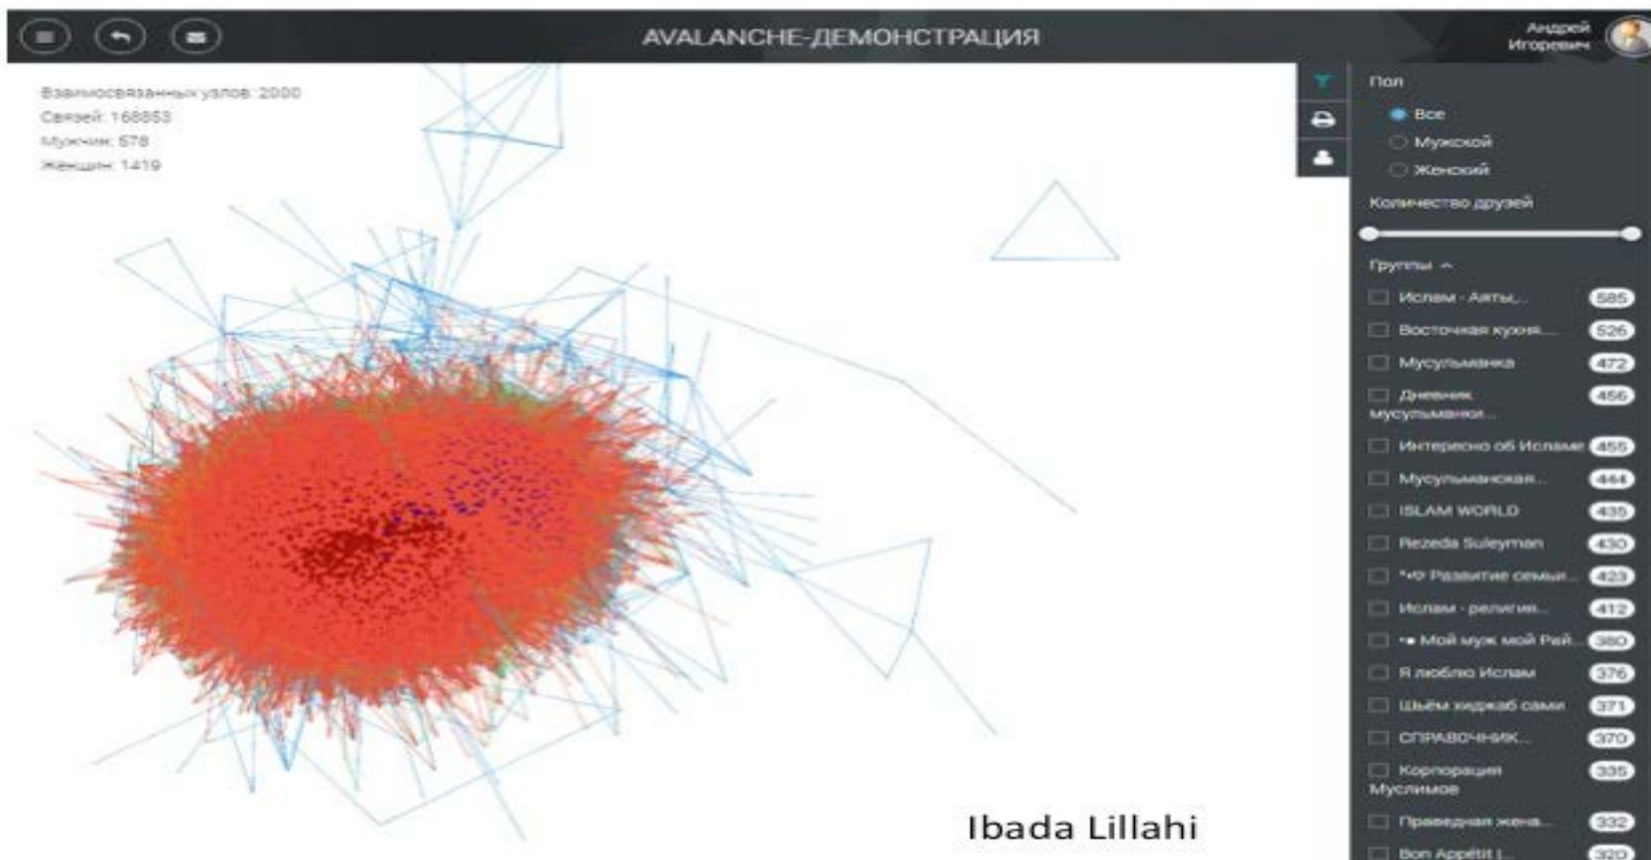 AVALANCHE-ДЕМОНСТРАЦИЯ
Андрей
Игоревич
Взаимосвязанных узлов: 2000
Связей: 168853
Мужчин: 578
Женщин: 1419
Пол
Все
Мужской
Женский
Количество друзей
Группы
Ислам - Аяты,... 585
Восточная кухня.... 526
Мусульманка 472
Дневник 456
мусульманки...
Интересно об Исламе 455
Мусульманская... 444
ISLAM WORLD 435
Rezeda Suleyman 430
Развитие семьи... 423
Ислам - религия... 412
Мой муж мой Рай... 380
Я люблю Ислам 376
Шьём хиджаб сами 371
СПРАВОЧНИК... 370
Корпорация 335
Муслимов
Праведная жена... 332
Bon Appétit |... 320
Ibada Lillahi